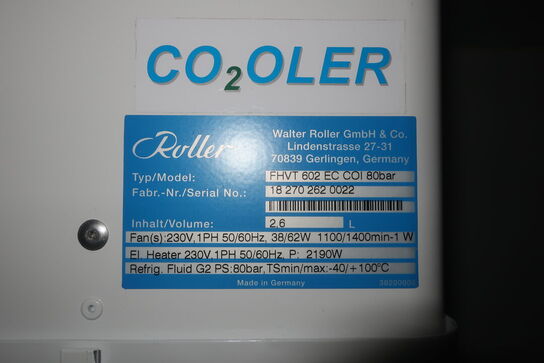 CO2OLER
Roller
Walter Roller GmbH & Co.
Lindenstrasse 27-31
70839 Gerlingen, Germany
Typ/Model: FHVT 602 EC COI 80bar
Fabr.-Nr./Serial No.: 18 270 262 0022
Inhalt/Volume: 2,6 L
Fan(s):230V,1PH 50/60Hz, 38/62W 1100/1400min-1 W
El. Heater 230V,1PH 50/60Hz, P: 2190W
Refrig. Fluid G2 PS:80bar,TSmin/max:-40/+100°C
Made in Germany